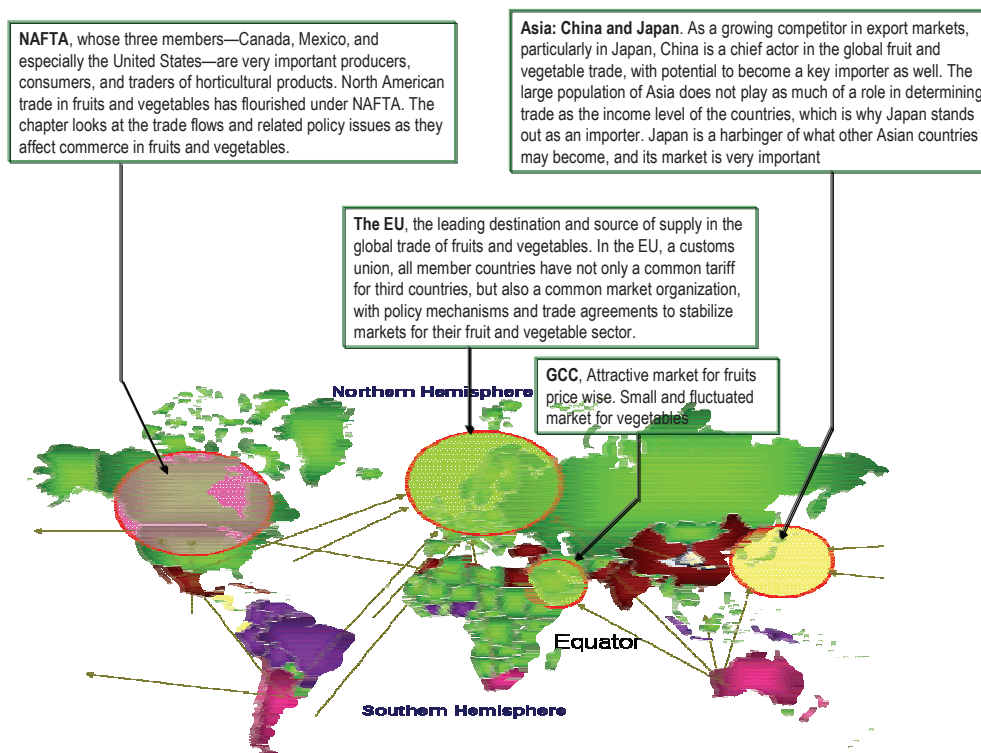 NAFTA, whose three members—Canada, Mexico, and
especially the United States—are very important producers,
consumers, and traders of horticultural products. North American
trade in fruits and vegetables has flourished under NAFTA. The
chapter looks at the trade flows and related policy issues as they
affect commerce in fruits and vegetables.
Asia: China and Japan. As a growing competitor in export markets,
particularly in Japan, China is a chief actor in the global fruit and
vegetable trade, with potential to become a key importer as well. The
large population of Asia does not play as much of a role in determining
trade as the income level of the countries, which is why Japan stands
out as an importer. Japan is a harbinger of what other Asian countries
may become, and its market is very important
The EU, the leading destination and source of supply in the
global trade of fruits and vegetables. In the EU, a customs
union, all member countries have not only a common tariff
for third countries, but also a common market organization,
with policy mechanisms and trade agreements to stabilize
markets for their fruit and vegetable sector.
GCC, Attractive market for fruits
price wise. Small and fluctuated
market for vegetables
Northern Hemisphere
Equator
Southern Hemisphere